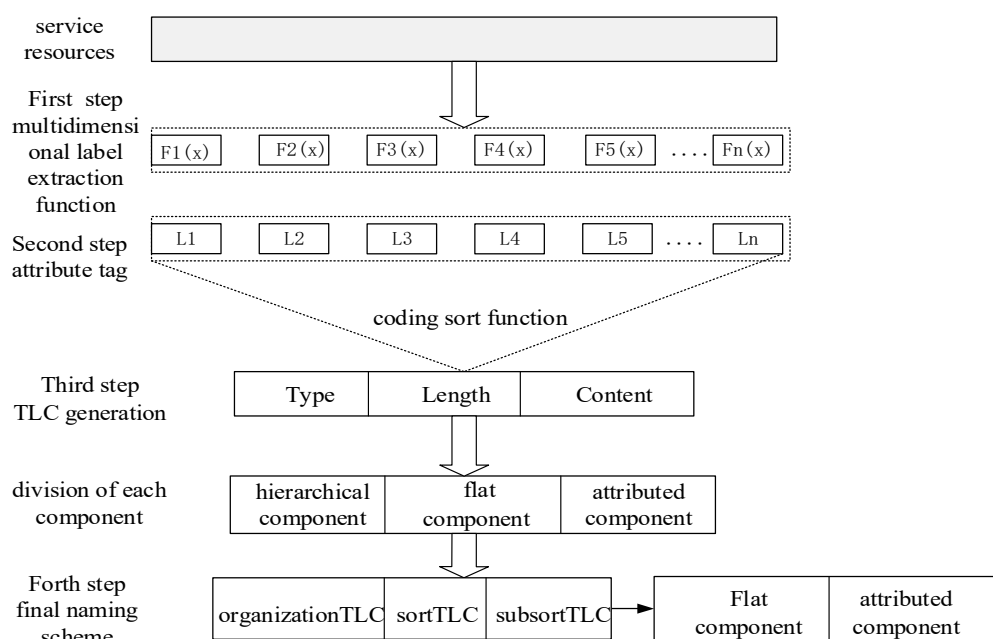 service
resources
First step
multidimensi
onal label
extraction
function
F1(x) F2(x) F3(x) F4(x) F5(x) .... Fn(x)
Second step
attribute tag
L1 L2 L3 L4 L5 .... Ln
coding sort function
Third step
TLC generation
Type Length Content
division of each
component
hierarchical
component
flat
component
attributed
component
Forth step
final naming
scheme
organizationTLC sortTLC subsortTLC
Flat
component
attributed
component